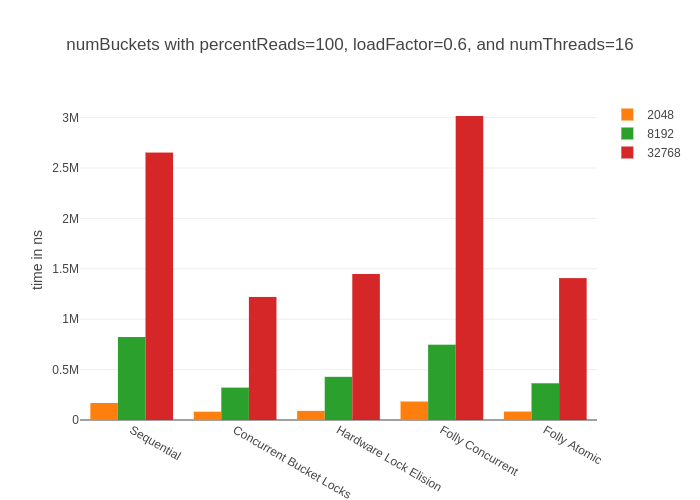 numBuckets with percentReads=100, loadFactor=0.6, and numThreads=16
2048
8192
32768
time in ns
3M
2.5M
2M
1.5M
1M
0.5M
0
Sequential
Concurrent Bucket Locks
Hardware Lock Elision
Folly Concurrent
Folly Atomic